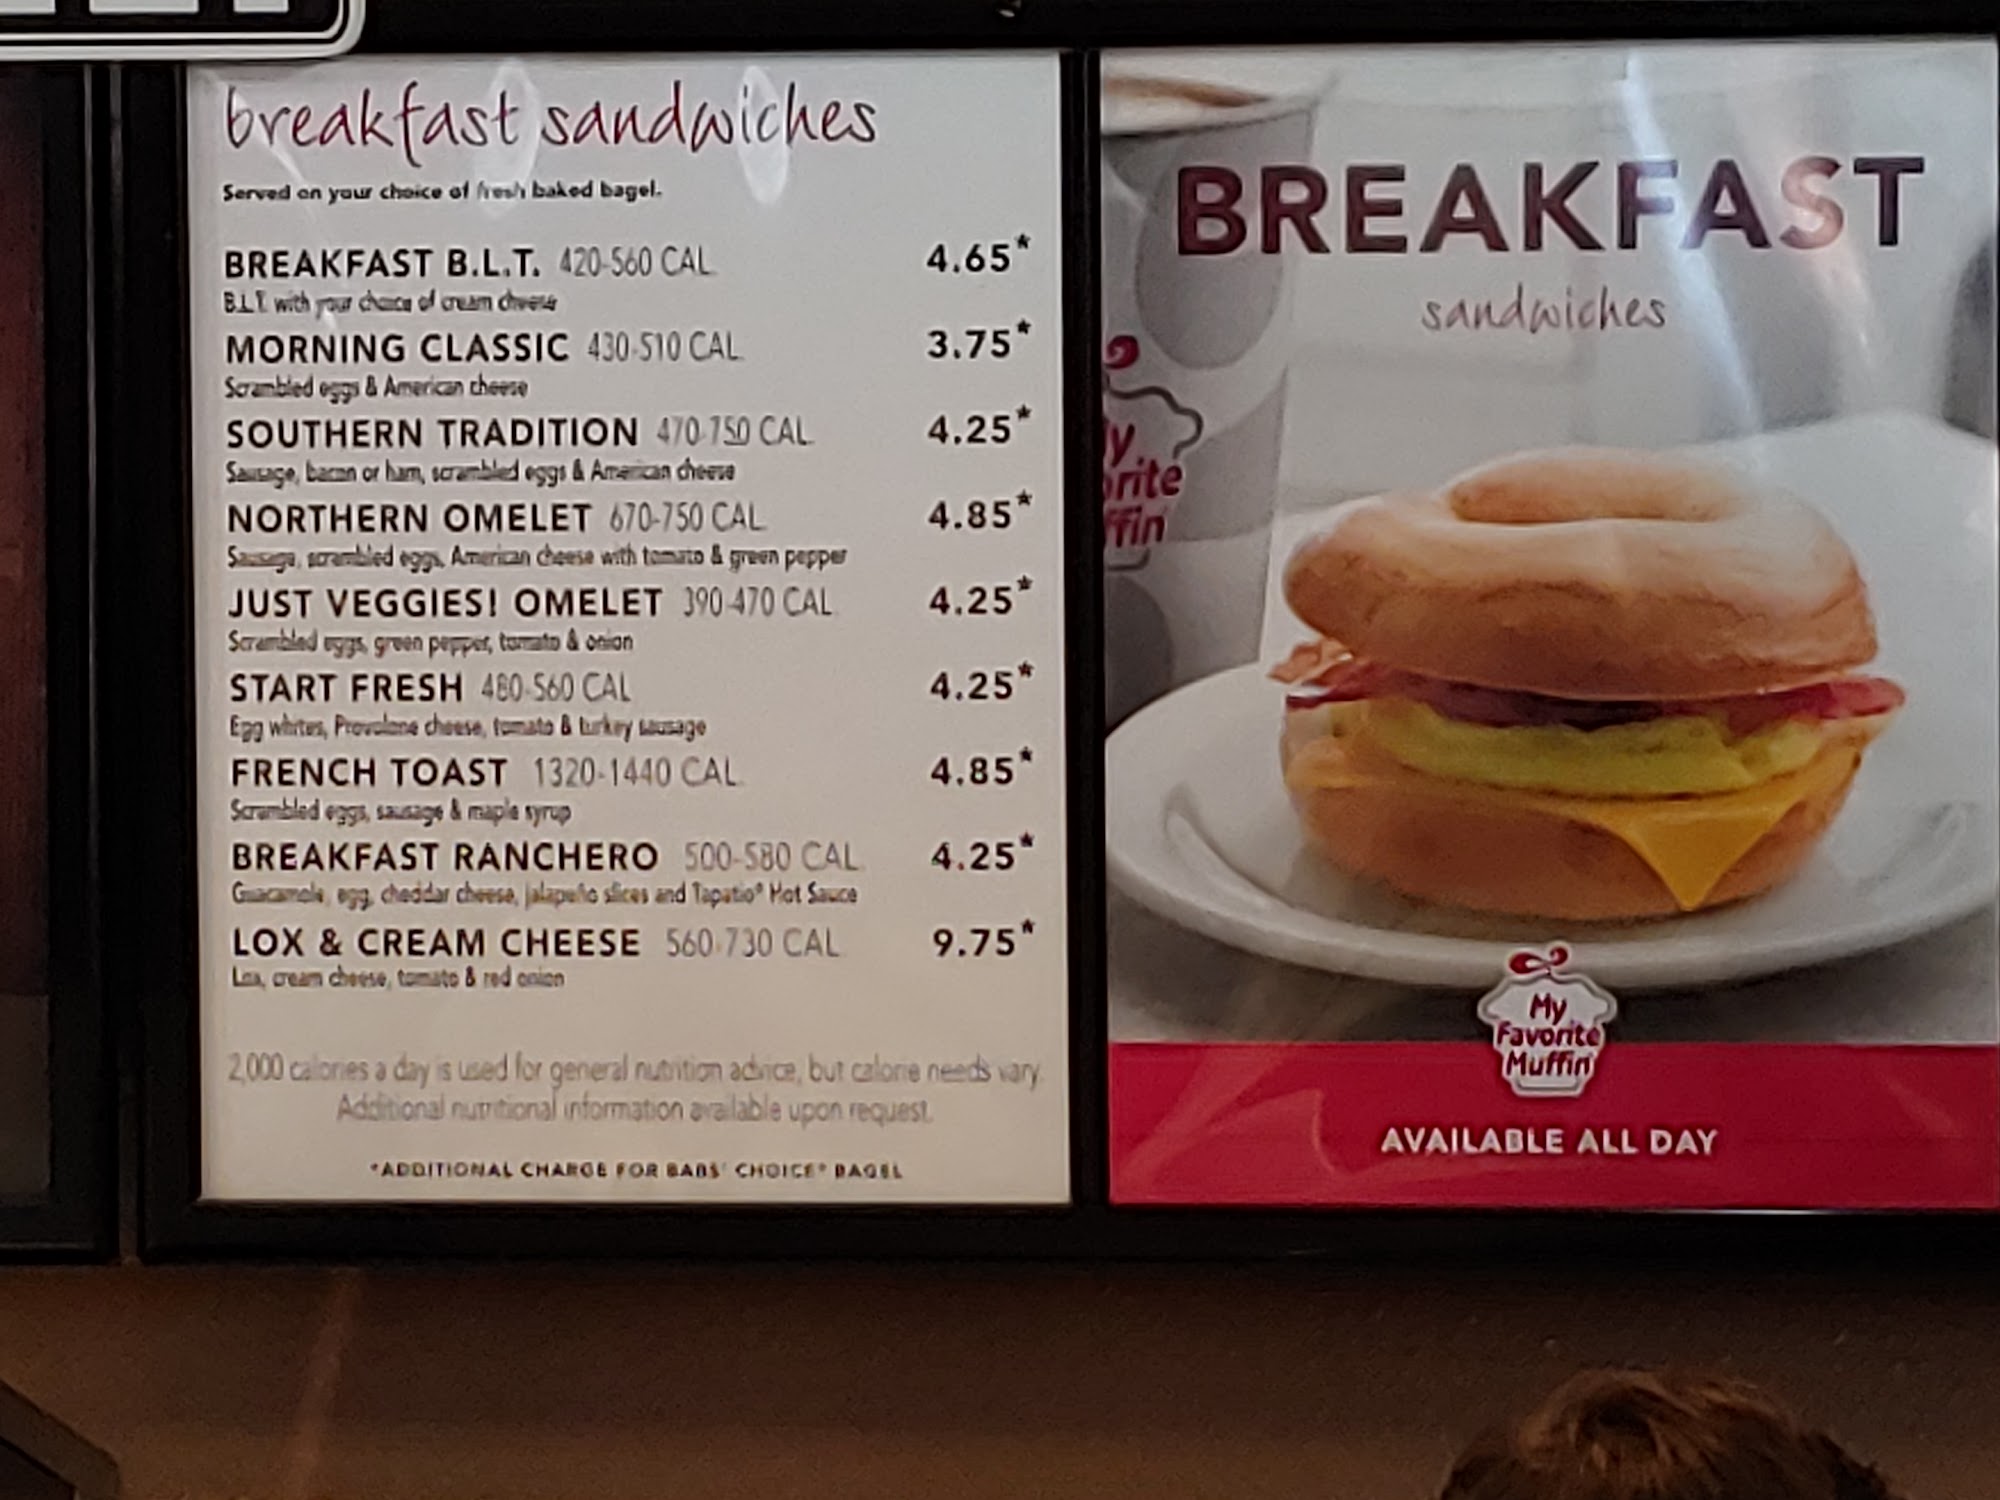 breakfast sandwiches
Served on your choice of fresh baked bagel.
BREAKFAST B.L.T. 420-560 CAL 4.65*
B.L.T. with your choice of cream cheese
MORNING CLASSIC 430-510 CAL 3.75*
Scrambled eggs & American cheese
SOUTHERN TRADITION 470-750 CAL 4.25*
Sausage, bacon or ham, scrambled eggs & American cheese
NORTHERN OMELET 670-750 CAL 4.85*
Sausage, scrambled eggs, American cheese with tomato & green pepper
JUST VEGGIES! OMELET 390-470 CAL 4.25*
Scrambled eggs, green pepper, tomato & onion
START FRESH 480-560 CAL 4.25*
Egg whites, Provolone cheese, tomato & turkey sausage
FRENCH TOAST 1320-1440 CAL 4.85*
Scrambled eggs, sausage & maple syrup
BREAKFAST RANCHERO 500-580 CAL 4.25*
Guacamole, egg, cheddar cheese, jalapeño slices and Tapatio® Hot Sauce
LOX & CREAM CHEESE 560-730 CAL 9.75*
Lox, cream cheese, tomato & red onion
2,000 calories a day is used for general nutrition advice, but calorie needs vary.
Additional nutritional information available upon request.
*ADDITIONAL CHARGE FOR BABS' CHOICE® BAGEL
BREAKFAST
sandwiches
y
rite
ffin
My
Favorite
Muffin
AVAILABLE ALL DAY